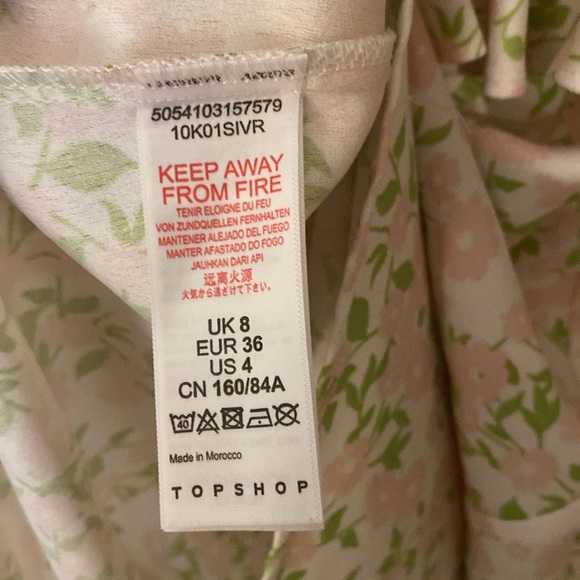 5054103157579
10K01SIVR
KEEP AWAY
FROM FIRE
TENIR ELOIGNE DU FEU
VON ZUNDQUELLEN FERNHALTEN
MANTENER ALEJADO DEL FUEGO
MANTER AFASTADO DO FOGO
JAUHKAN DARI API
远离火源
火気から遠ざけて下さい。
UK 8
EUR 36
US 4
CN 160/84A
40
Made in Morocco
TOPSHOP